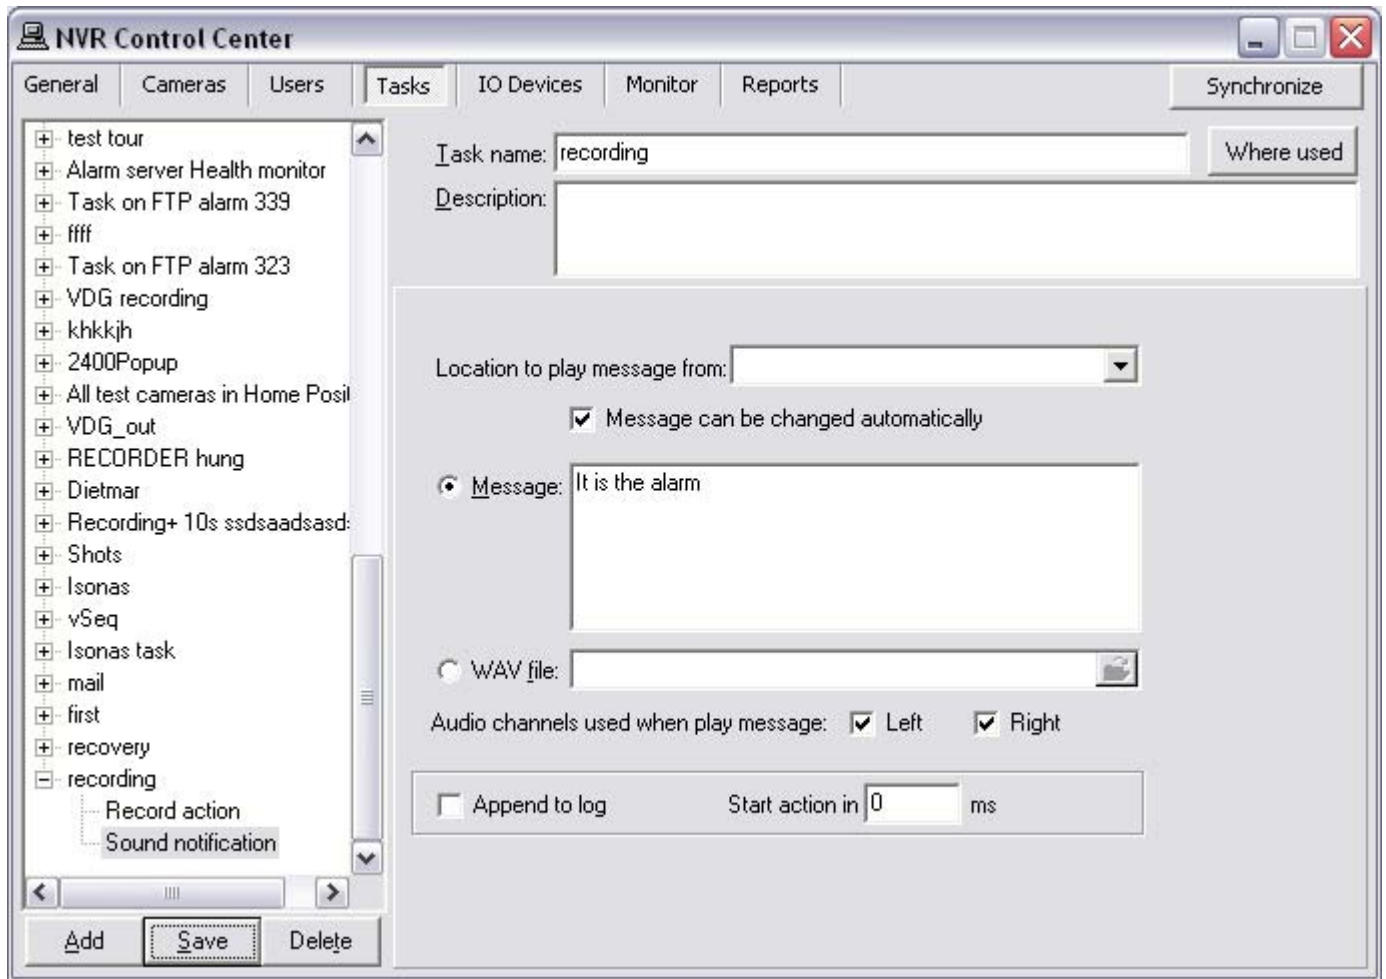 NVR Control Center
General Cameras Users Tasks IO Devices Monitor Reports Synchronize
test tour
Alarm server Health monitor
Task on FTP alarm 339
ffff
Task on FTP alarm 323
VDG recording
khkkjh
2400Popup
All test cameras in Home Posit
VDG_out
RECORDER hung
Dietmar
Recording+ 10s ssdsaadsasd
Shots
Isonas
vSeq
Isonas task
mail
first
recovery
recording
Record action
Sound notification
Add Save Delete
Task name: recording Where used
Description:
Location to play message from:
Message can be changed automatically
Message: It is the alarm
WAV file:
Audio channels used when play message: Left Right
Append to log Start action in 0 ms